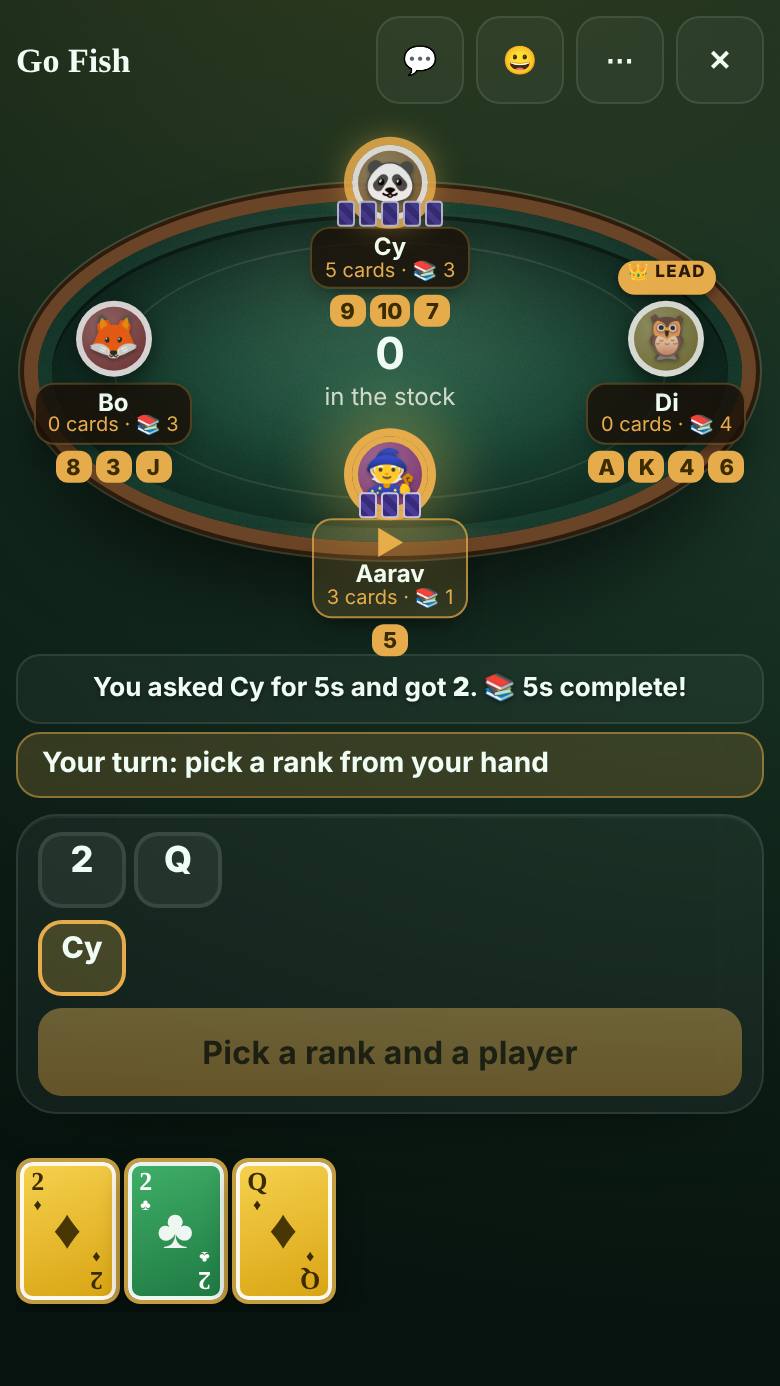 Go Fish
Cy
5 cards · 3
9 10 7
LEAD
0
in the stock
Bo
0 cards · 3
8 3 J
Di
0 cards · 4
A K 4 6
Aarav
3 cards · 1
5
You asked Cy for 5s and got 2. 5s complete!
Your turn: pick a rank from your hand
2 Q
Cy
Pick a rank and a player
2 2 Q
2 2 Q